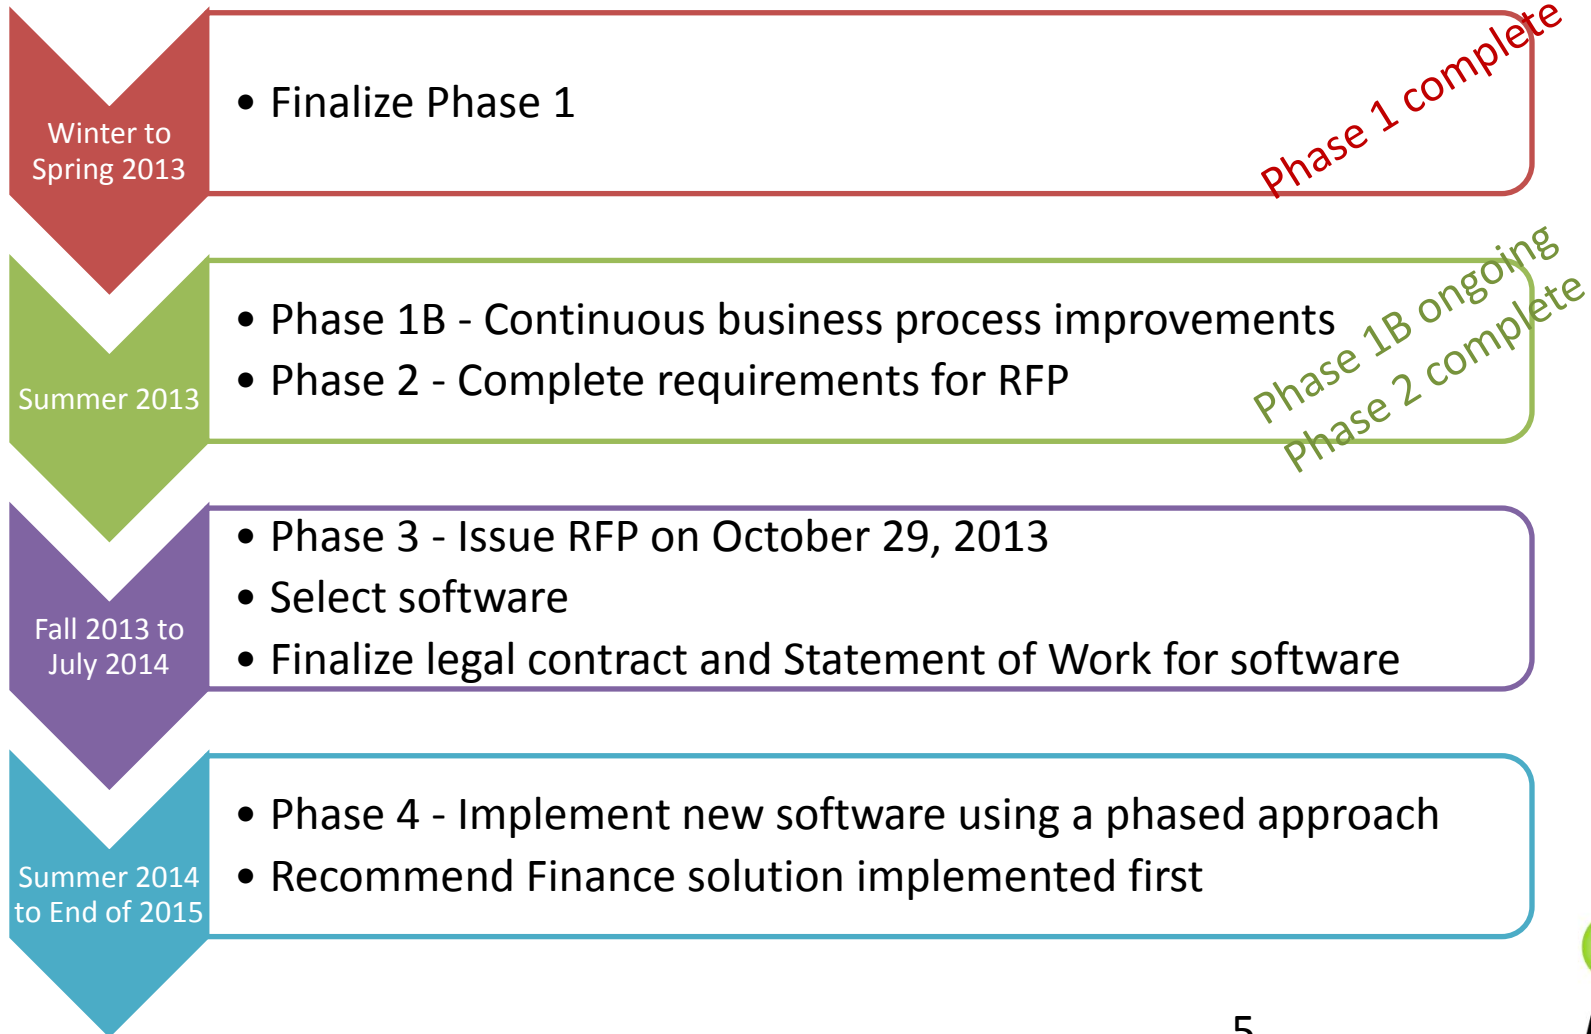 Winter to
Spring 2013
• Finalize Phase 1
Phase 1 complete
Summer 2013
• Phase 1B - Continuous business process improvements
• Phase 2 - Complete requirements for RFP
Phase 1B ongoing
Phase 2 complete
Fall 2013 to
July 2014
• Phase 3 - Issue RFP on October 29, 2013
• Select software
• Finalize legal contract and Statement of Work for software
Summer 2014
to End of 2015
• Phase 4 - Implement new software using a phased approach
• Recommend Finance solution implemented first
5